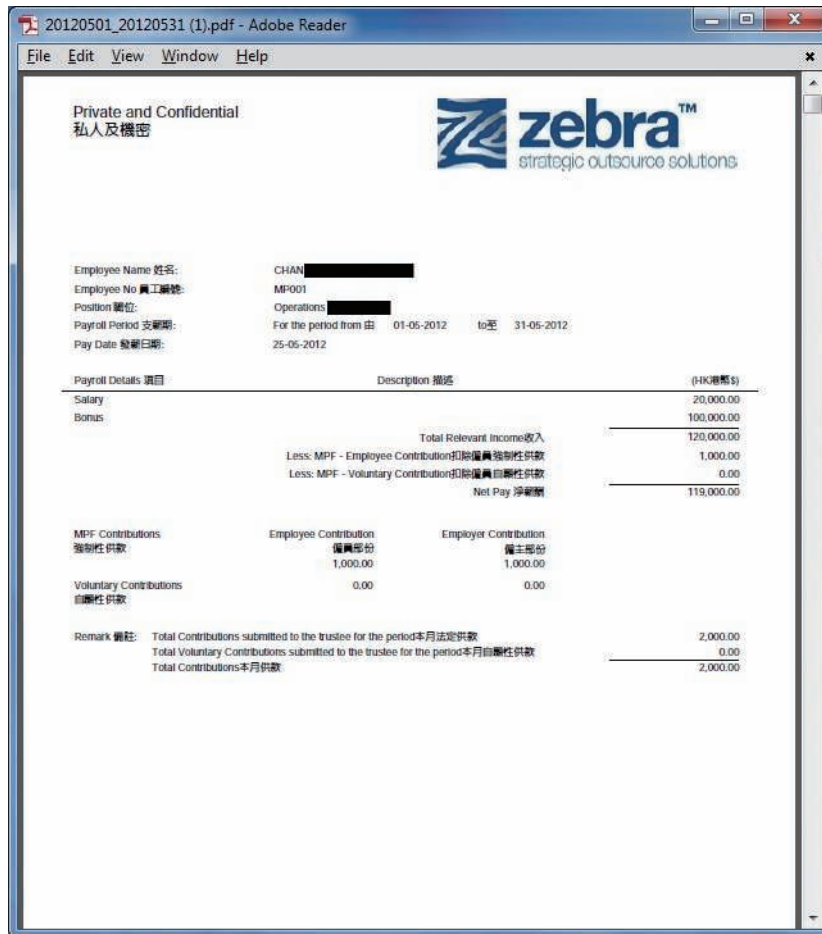 20120501_20120531 (1).pdf - Adobe Reader
File Edit View Window Help
Private and Confidential
私人及機密
zebra™
strategic outsource solutions
Employee Name 姓名: CHAN
Employee No 員工編號: MP001
Position 職位: Operations
Payroll Period 支薪期: For the period from 由 01-05-2012 to至 31-05-2012
Pay Date 發薪日期: 25-05-2012
Payroll Details 項目 Description 描述 (HK港幣$)
Salary 20,000.00
Bonus 100,000.00
Total Relevant Income收入 120,000.00
Less: MPF - Employee Contribution扣除僱員強制性供款 1,000.00
Less: MPF - Voluntary Contribution扣除僱員自願性供款 0.00
Net Pay 淨薪酬 119,000.00
MPF Contributions Employee Contribution Employer Contribution
強制性供款 僱員部份 僱主部份
1,000.00 1,000.00
Voluntary Contributions 0.00 0.00
自願性供款
Remark 備註: Total Contributions submitted to the trustee for the period本月法定供款 2,000.00
Total Voluntary Contributions submitted to the trustee for the period本月自願性供款 0.00
Total Contributions本月供款 2,000.00